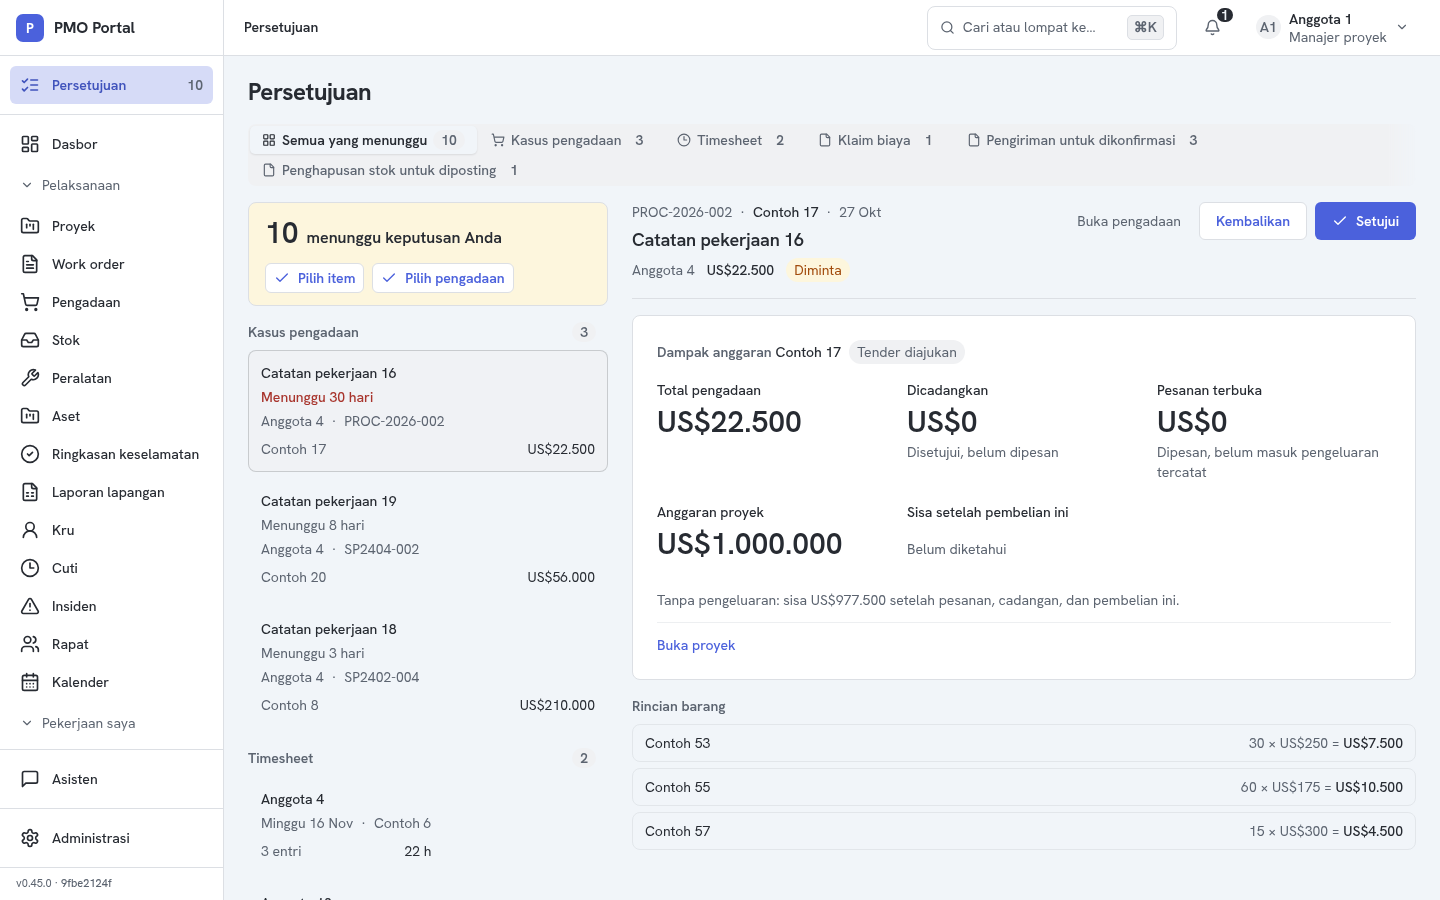 P PMO Portal
Persetujuan
Cari atau lompat ke...
⌘K
1
A1
Anggota 1
Manajer proyek
Persetujuan 10
Dasbor
Pelaksanaan
Proyek
Work order
Pengadaan
Stok
Peralatan
Aset
Ringkasan keselamatan
Laporan lapangan
Kru
Cuti
Insiden
Rapat
Kalender
Pekerjaan saya
Asisten
Administrasi
v0.45.0 · 9fbe2124f
Persetujuan
Semua yang menunggu 10 Kasus pengadaan 3 Timesheet 2 Klaim biaya 1 Pengiriman untuk dikonfirmasi 3
Penghapusan stok untuk diposting 1
10 menunggu keputusan Anda
Pilih item Pilih pengadaan
Kasus pengadaan 3
Catatan pekerjaan 16
Menunggu 30 hari
Anggota 4 · PROC-2026-002
Contoh 17 US$22.500
Catatan pekerjaan 19
Menunggu 8 hari
Anggota 4 · SP2404-002
Contoh 20 US$56.000
Catatan pekerjaan 18
Menunggu 3 hari
Anggota 4 · SP2402-004
Contoh 8 US$210.000
Timesheet 2
Anggota 4
Minggu 16 Nov · Contoh 6
3 entri 22 h
PROC-2026-002 · Contoh 17 · 27 Okt
Catatan pekerjaan 16
Anggota 4 US$22.500 Diminta
Buka pengadaan Kembalikan Setujui
Dampak anggaran Contoh 17 Tender diajukan
Total pengadaan
US$22.500
Dicadangkan
US$0
Disetujui, belum dipesan
Pesanan terbuka
US$0
Dipesan, belum masuk pengeluaran
tercatat
Anggaran proyek
US$1.000.000
Sisa setelah pembelian ini
Belum diketahui
Tanpa pengeluaran: sisa US$977.500 setelah pesanan, cadangan, dan pembelian ini.
Buka proyek
Rincian barang
Contoh 53 30 × US$250 = US$7.500
Contoh 55 60 × US$175 = US$10.500
Contoh 57 15 × US$300 = US$4.500